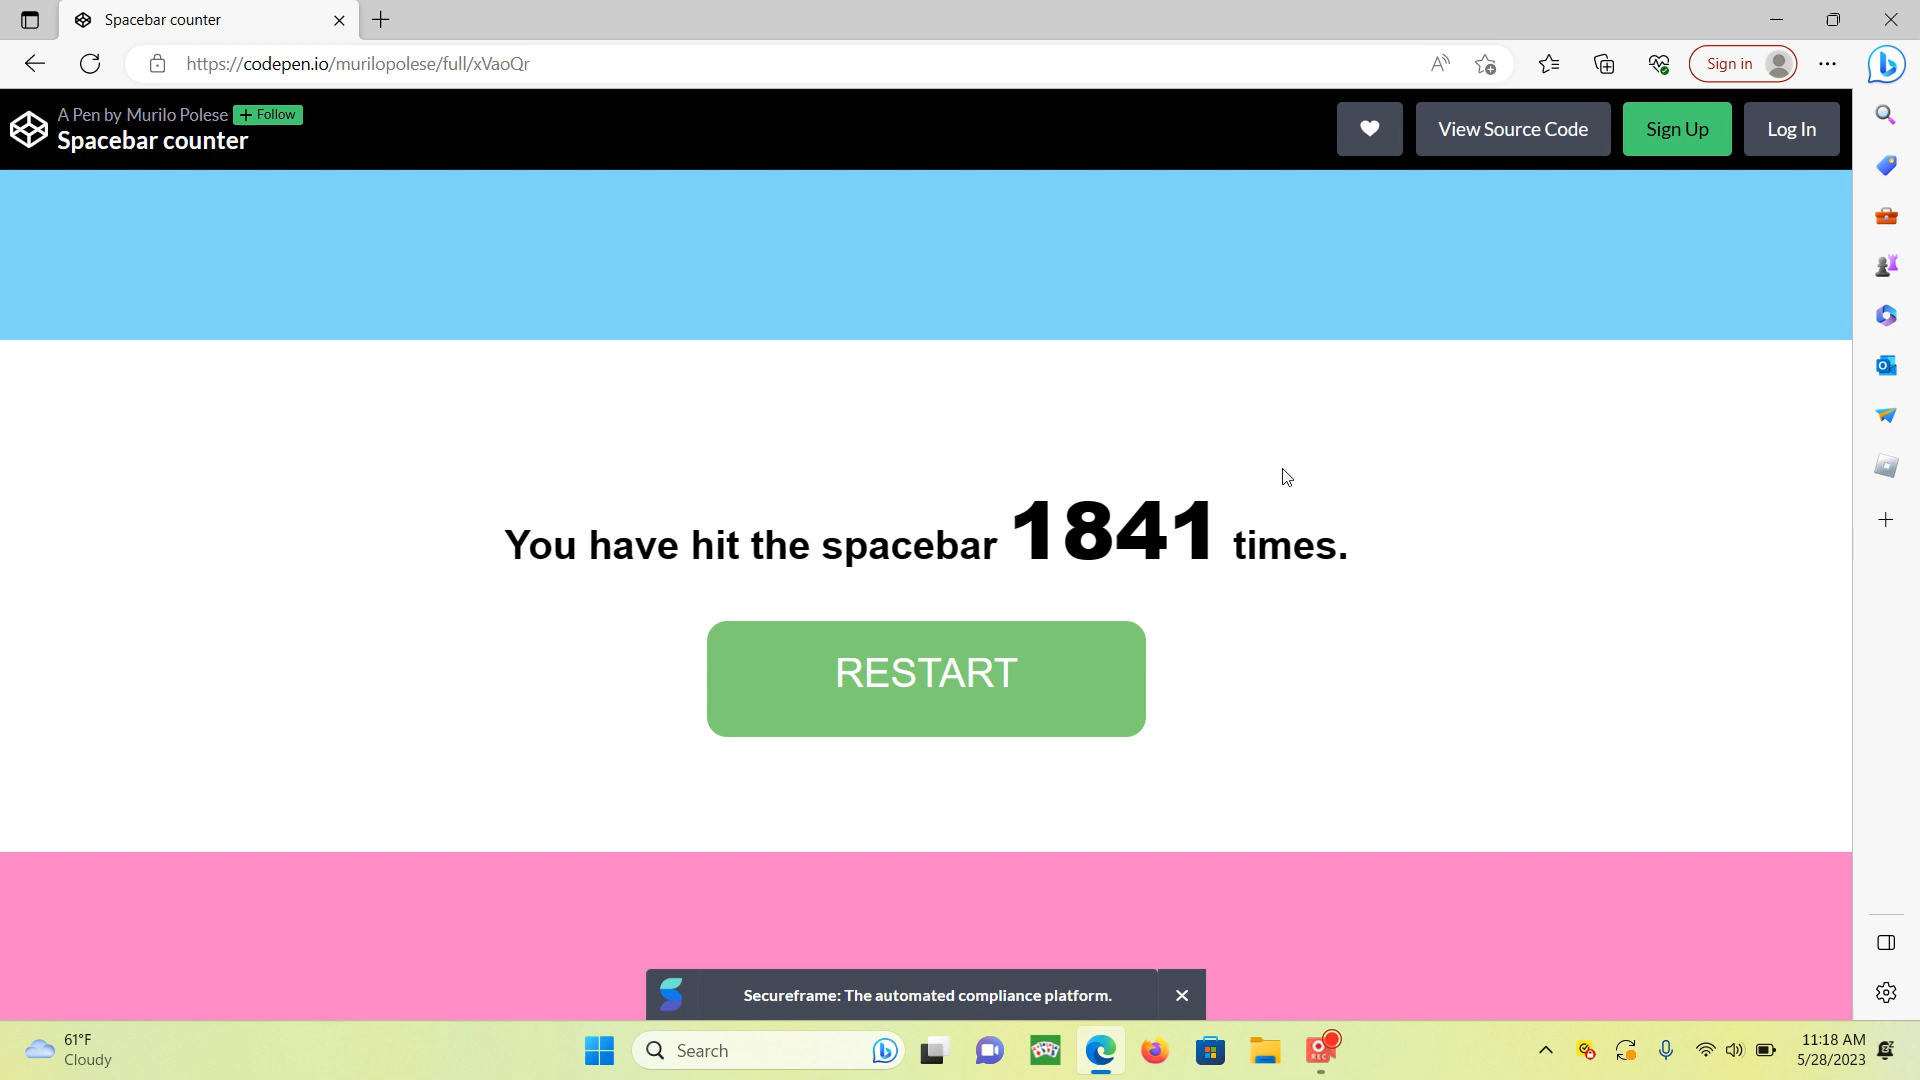 Spacebar counter
https://codepen.io/murilopolese/full/xVaoQr
Sign in
A Pen by Murilo Polese + Follow
Spacebar counter
View Source Code
Sign Up
Log In
You have hit the spacebar 1841 times.
RESTART
Secureframe: The automated compliance platform.
61°F
Cloudy
Search
REC
11:18 AM
5/28/2023